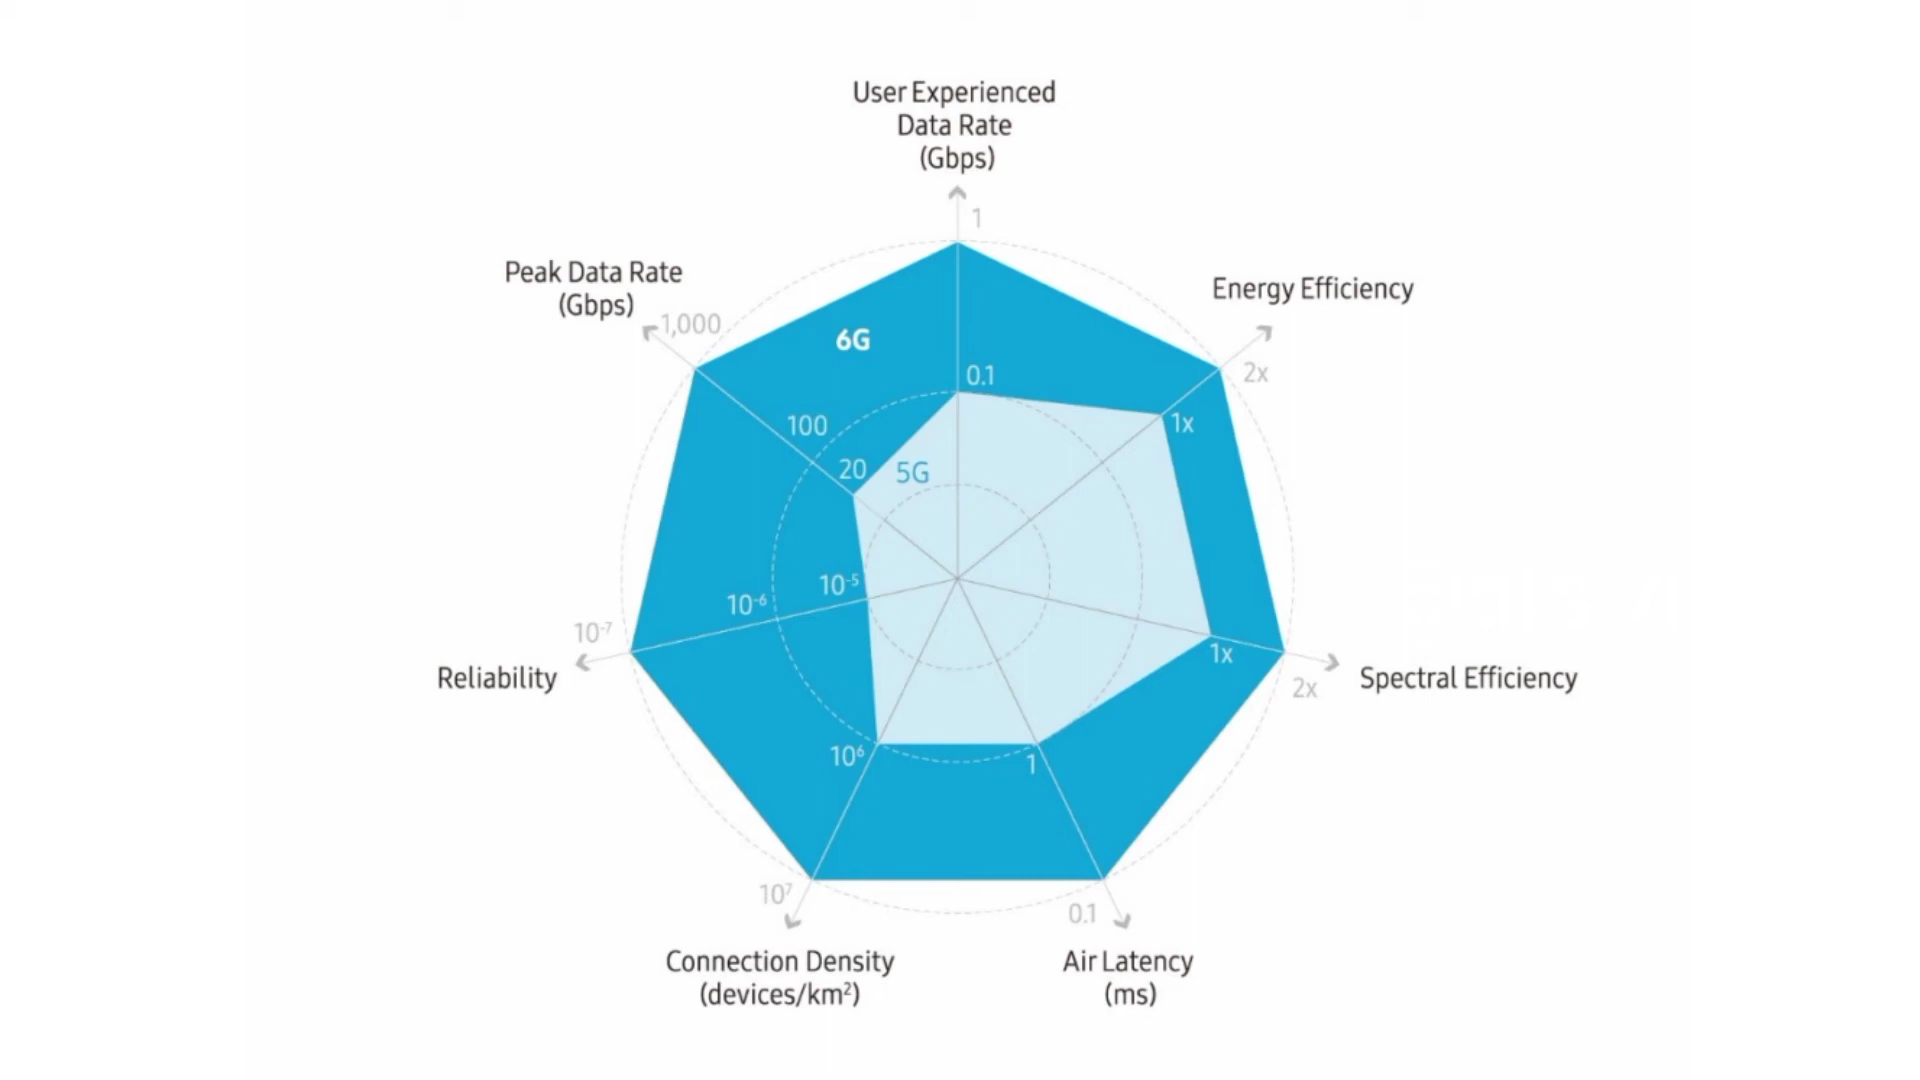 User Experienced
Data Rate
(Gbps)
1
Peak Data Rate
(Gbps)
1,000
Energy Efficiency
2x
6G
0.1
100
1x
20
5G
10⁻⁵
10⁻⁶
10⁻⁷
Reliability
1x
2x
Spectral Efficiency
10⁶
1
10⁷
0.1
Connection Density
(devices/km²)
Air Latency
(ms)